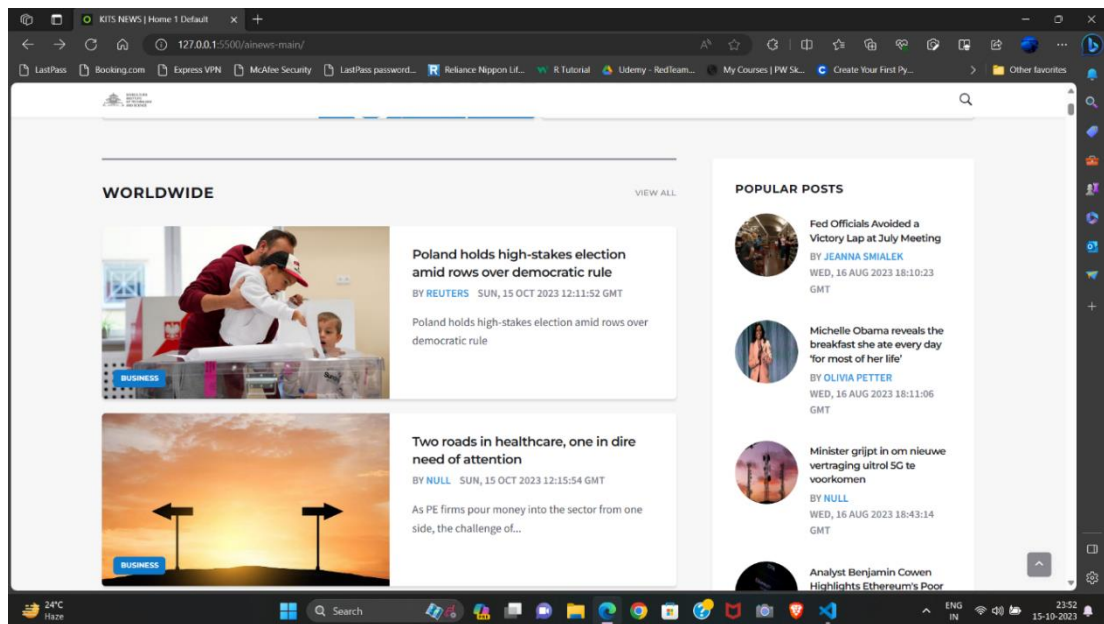 KITS NEWS | Home 1 Default
127.0.0.1:5500/ainews-main/
LastPass
Booking.com
Express VPN
McAfee Security
LastPass password...
Reliance Nippon Lif...
R Tutorial
Udemy - RedTeam...
My Courses | PW Sk...
Create Your First Py...
Other favorites
WORLDWIDE
VIEW ALL
BUSINESS
Poland holds high-stakes election
amid rows over democratic rule
BY REUTERS SUN, 15 OCT 2023 12:11:52 GMT
Poland holds high-stakes election amid rows over
democratic rule
BUSINESS
Two roads in healthcare, one in dire
need of attention
BY NULL SUN, 15 OCT 2023 12:15:54 GMT
As PE firms pour money into the sector from one
side, the challenge of...
POPULAR POSTS
Fed Officials Avoided a
Victory Lap at July Meeting
BY JEANNA SMIALEK
WED, 16 AUG 2023 18:10:23
GMT
Michelle Obama reveals the
breakfast she ate every day
'for most of her life'
BY OLIVIA PETTER
WED, 16 AUG 2023 18:11:06
GMT
Minister grijpt in om nieuwe
vertraging uitrol 5G te
voorkomen
BY NULL
WED, 16 AUG 2023 18:43:14
GMT
Analyst Benjamin Cowen
Highlights Ethereum's Poor
24°C
Haze
Search
ENG
IN
23:52
15-10-2023